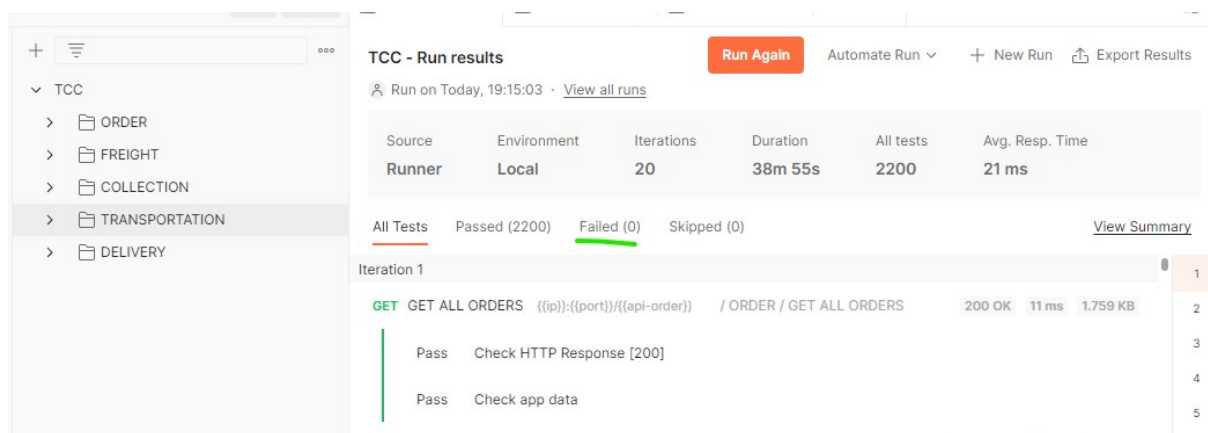 TCC - Run results
Run Again
Automate Run
New Run
Export Results
Run on Today, 19:15:03 · View all runs
TCC
ORDER
FREIGHT
COLLECTION
TRANSPORTATION
DELIVERY
Source Environment Iterations Duration All tests Avg. Resp. Time
Runner Local 20 38m 55s 2200 21 ms
All Tests Passed (2200) Failed (0) Skipped (0) View Summary
Iteration 1
GET GET ALL ORDERS {{ip}}:{{port}}/{{api-order}} / ORDER / GET ALL ORDERS 200 OK 11 ms 1.759 KB
Pass Check HTTP Response [200]
Pass Check app data
1
2
3
4
5